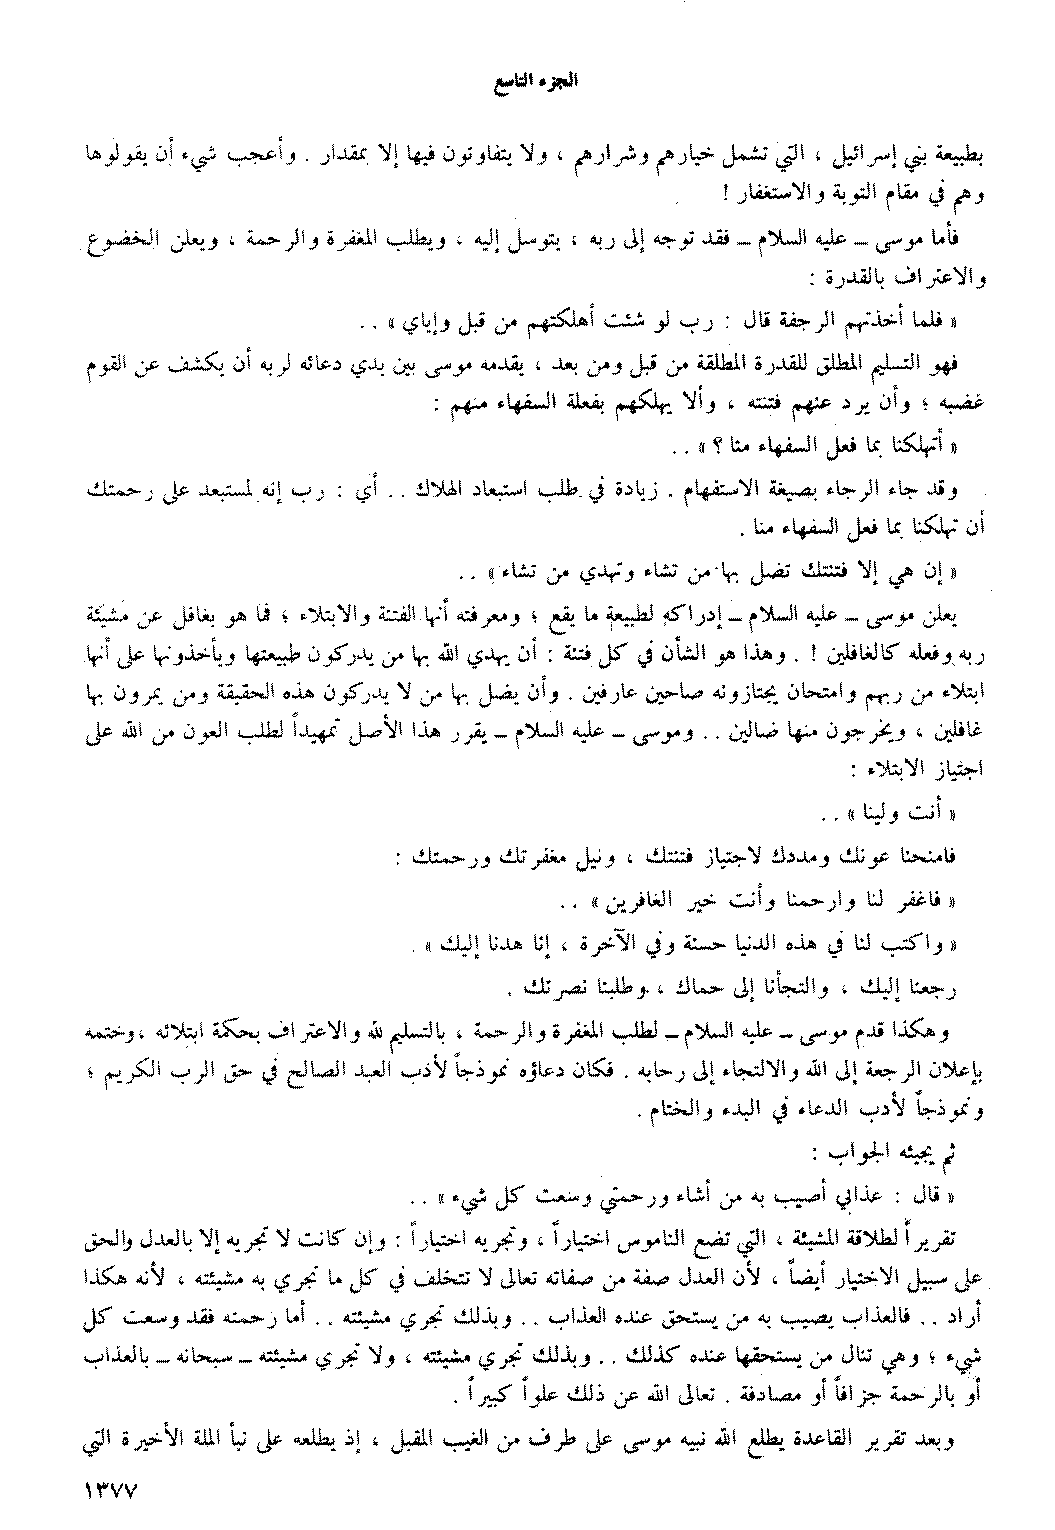 الجزء التاسع
بطبيعة بني إسرائيل ، التي تشمل خيارهم وشرارهم ، ولا يتفاوتون فيها إلا بمقدار . وأعجب شيء أن يقولوها
وهم في مقام التوبة والاستغفار !
فأما موسى – عليه السلام – فقد توجه إلى ربه ، يتوسل إليه ، ويطلب المغفرة والرحمة ، ويعلن الخضوع
والاعتراف بالقدرة :
« فلما أخذتهم الرجفة قال : رب لو شئت أهلكتهم من قبل وإياي » ..
فهو التسليم المطلق للقدرة المطلقة من قبل ومن بعد ، يقدمه موسى بين يدي دعائه لربه أن يكشف عن القوم
غضبه ؛ وأن يرد عنهم فتنته ، وألا يهلكهم بفعلة السفهاء منهم :
« أتهلكنا بما فعل السفهاء منا ؟ » ..
وقد جاء الرجاء بصيغة الاستفهام . زيادة في طلب استبعاد الهلاك .. أي : رب إنه لمستبعد على رحمتك
أن تهلكنا بما فعل السفهاء منا .
« إن هي إلا فتنتك تضل بها من تشاء وتهدي من تشاء » ..
يعلن موسى – عليه السلام – إدراكه لطبيعة ما يقع ؛ ومعرفته أنها الفتنة والابتلاء ؛ فما هو بغافل عن مشيئة
ربه وفعله كالغافلين ! . وهذا هو الشأن في كل فتنة : أن يهدي الله بها من يدركون طبيعتها ويأخذونها على أنها
ابتلاء من ربهم وامتحان يجتازونه صاحين عارفين . وأن يضل بها من لا يدركون هذه الحقيقة ومن يمرون بها
غافلين ، ويخرجون منها ضالين .. وموسى – عليه السلام – يقرر هذا الأصل تمهيداً لطلب العون من الله على
اجتياز الابتلاء :
« أنت ولينا » ..
فامنحنا عونك ومددك لاجتياز فتنتك ، ونيل مغفرتك ورحمتك :
« فاغفر لنا وارحمنا وأنت خير الغافرين » ..
« واكتب لنا في هذه الدنيا حسنة وفي الآخرة ، إنا هدنا إليك » .
رجعنا إليك ، والتجأنا إلى حماك ، وطلبنا نصرتك .
وهكذا قدم موسى – عليه السلام – لطلب المغفرة والرحمة ، بالتسليم لله والاعتراف بحكمة ابتلائه ، وختمه
بإعلان الرجعة إلى الله والالتجاء إلى رحابه . فكان دعاؤه نموذجاً لأدب العبد الصالح في حق الرب الكريم ؛
ونموذجاً لأدب الدعاء في البدء والختام .
ثم يجيئه الجواب :
« قال : عذابي أصيب به من أشاء ورحمتي وسعت كل شيء » ..
تقريراً لطلاقة المشيئة ، التي تضع الناموس اختياراً ، وتجريه اختياراً : وإن كانت لا تجريه إلا بالعدل والحق
على سبيل الاختيار أيضاً ، لأن العدل صفة من صفاته تعالى لا تتخلف في كل ما تجري به مشيئته ، لأنه هكذا
أراد .. فالعذاب يصيب به من يستحق عنده العذاب .. وبذلك تجري مشيئته .. أما رحمته فقد وسعت كل
شيء ؛ وهي تنال من يستحقها عنده كذلك .. وبذلك تجري مشيئته ، ولا تجري مشيئته – سبحانه – بالعذاب
أو بالرحمة جزافاً أو مصادفة . تعالى الله عن ذلك علواً كبيراً .
وبعد تقرير القاعدة يطلع الله نبيه موسى على طرف من الغيب المقبل ، إذ يطلعه على نبأ الملة الأخيرة التي
١٣٧٧